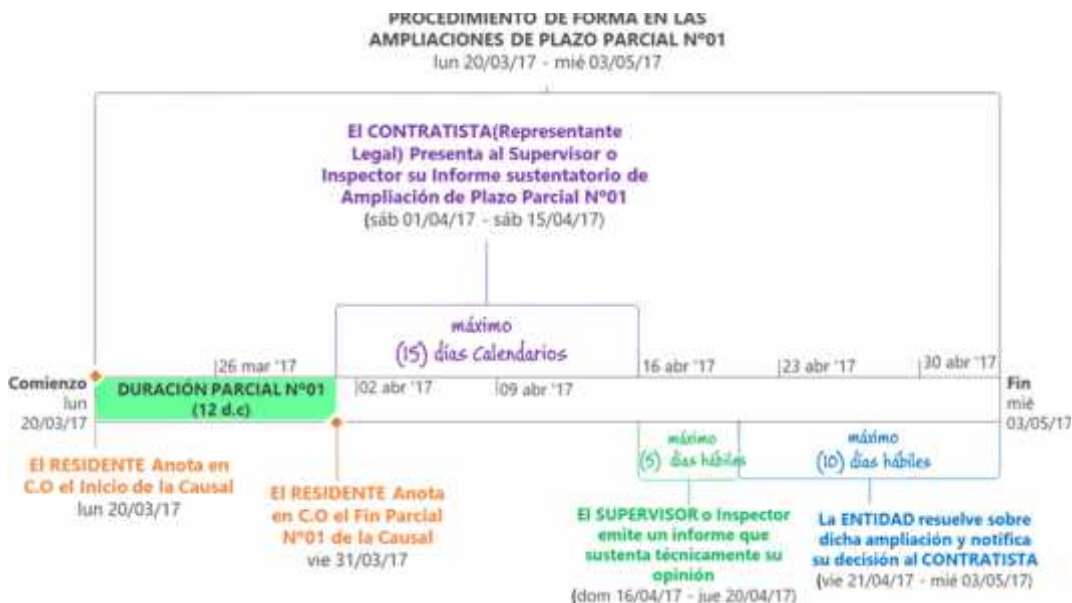 PROCEDIMIENTO DE FORMA EN LAS
AMPLIACIONES DE PLAZO PARCIAL Nº01
lun 20/03/17 - mié 03/05/17
El CONTRATISTA(Representante
Legal) Presenta al Supervisor o
Inspector su Informe sustentatorio de
Ampliación de Plazo Parcial Nº01
(sáb 01/04/17 - sáb 15/04/17)
máximo
(15) días Calendarios
26 mar '17
16 abr '17
23 abr '17
30 abr '17
Comienzo
lun
20/03/17
DURACIÓN PARCIAL Nº01
(12 d.c)
02 abr '17
09 abr '17
Fin
mié
03/05/17
máximo
(5) días hábiles
máximo
(10) días hábiles
El RESIDENTE Anota en
C.O el Inicio de la Causal
lun 20/03/17
El RESIDENTE Anota
en C.O el Fin Parcial
Nº01 de la Causal
vie 31/03/17
El SUPERVISOR o Inspector
emite un informe que
sustenta técnicamente su
opinión
(dom 16/04/17 - jue 20/04/17)
La ENTIDAD resuelve sobre
dicha ampliación y notifica
su decisión al CONTRATISTA
(vie 21/04/17 - mié 03/05/17)